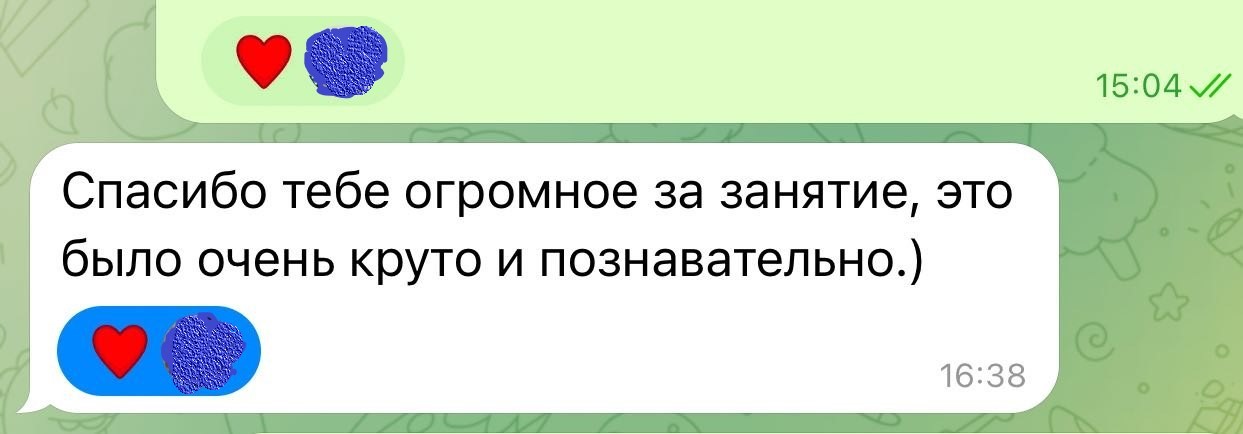 15:04
Спасибо тебе огромное за занятие, это
было очень круто и познавательно.)
16:38